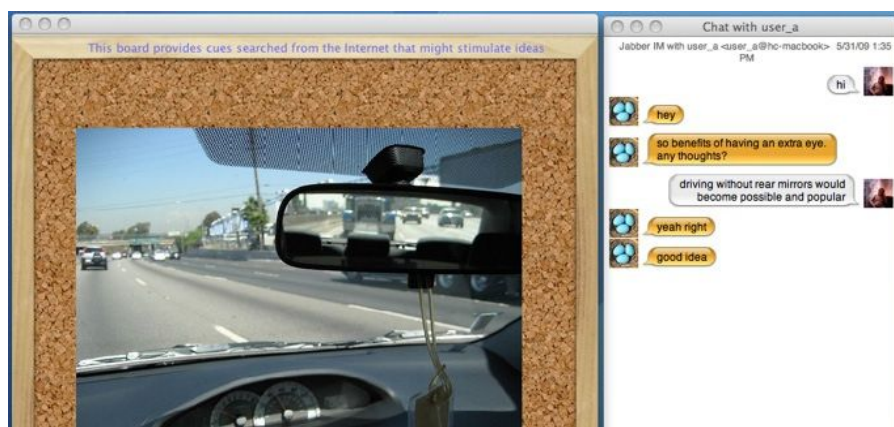 This board provides cues searched from the Internet that might stimulate ideas
Chat with user_a
Jabber IM with user_a <user_a@hc-macbook> 5/31/09 1:35
PM
hi
hey
so benefits of having an extra eye.
any thoughts?
driving without rear mirrors would
become possible and popular
yeah right
good idea